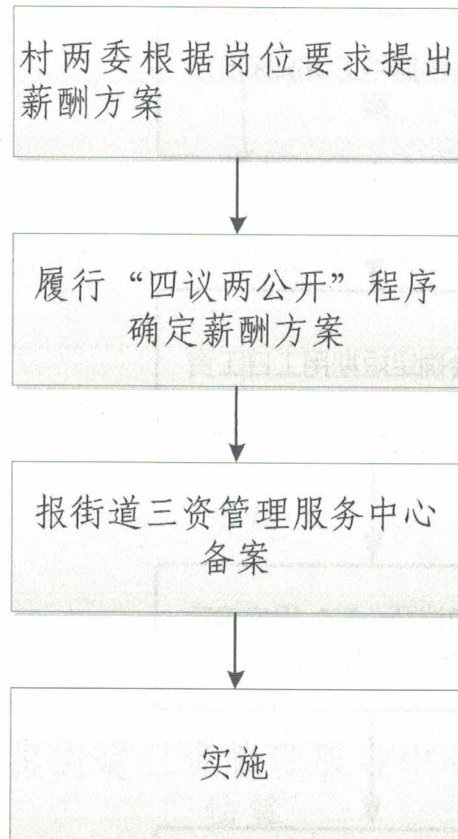 村两委根据岗位要求提出
薪酬方案
履行“四议两公开”程序
确定薪酬方案
报街道三资管理服务中心
备案
实施